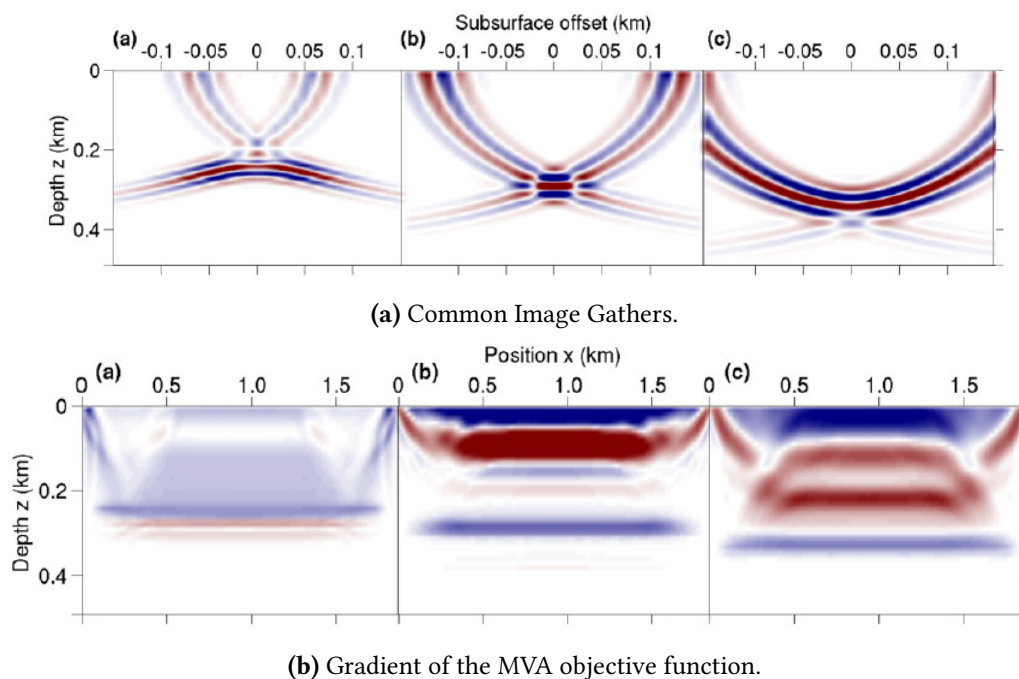 Subsurface offset (km)
(a) (b) (c)
-0.1 -0.05 0 0.05 0.1 -0.1 -0.05 0 0.05 0.1 -0.1 -0.05 0 0.05 0.1
0
0.2
0.4
Depth z (km)
(a) Common Image Gathers.
Position x (km)
(a) (b) (c)
0 0.5 1.0 1.5 0 0.5 1.0 1.5 0 0.5 1.0 1.5
0
0.2
0.4
Depth z (km)
(b) Gradient of the MVA objective function.